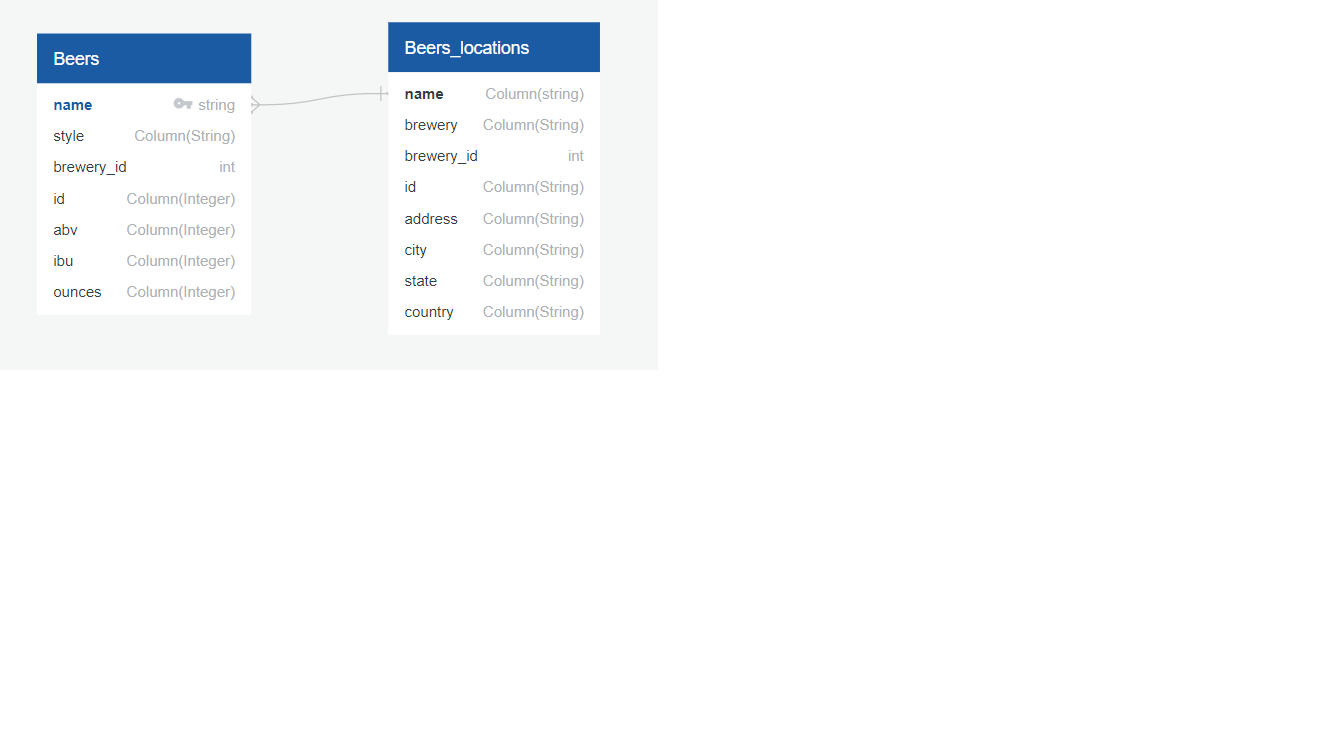 Beers
name string
style Column(String)
brewery_id int
id Column(Integer)
abv Column(Integer)
ibu Column(Integer)
ounces Column(Integer)
Beers_locations
name Column(string)
brewery Column(String)
brewery_id int
id Column(String)
address Column(String)
city Column(String)
state Column(String)
country Column(String)